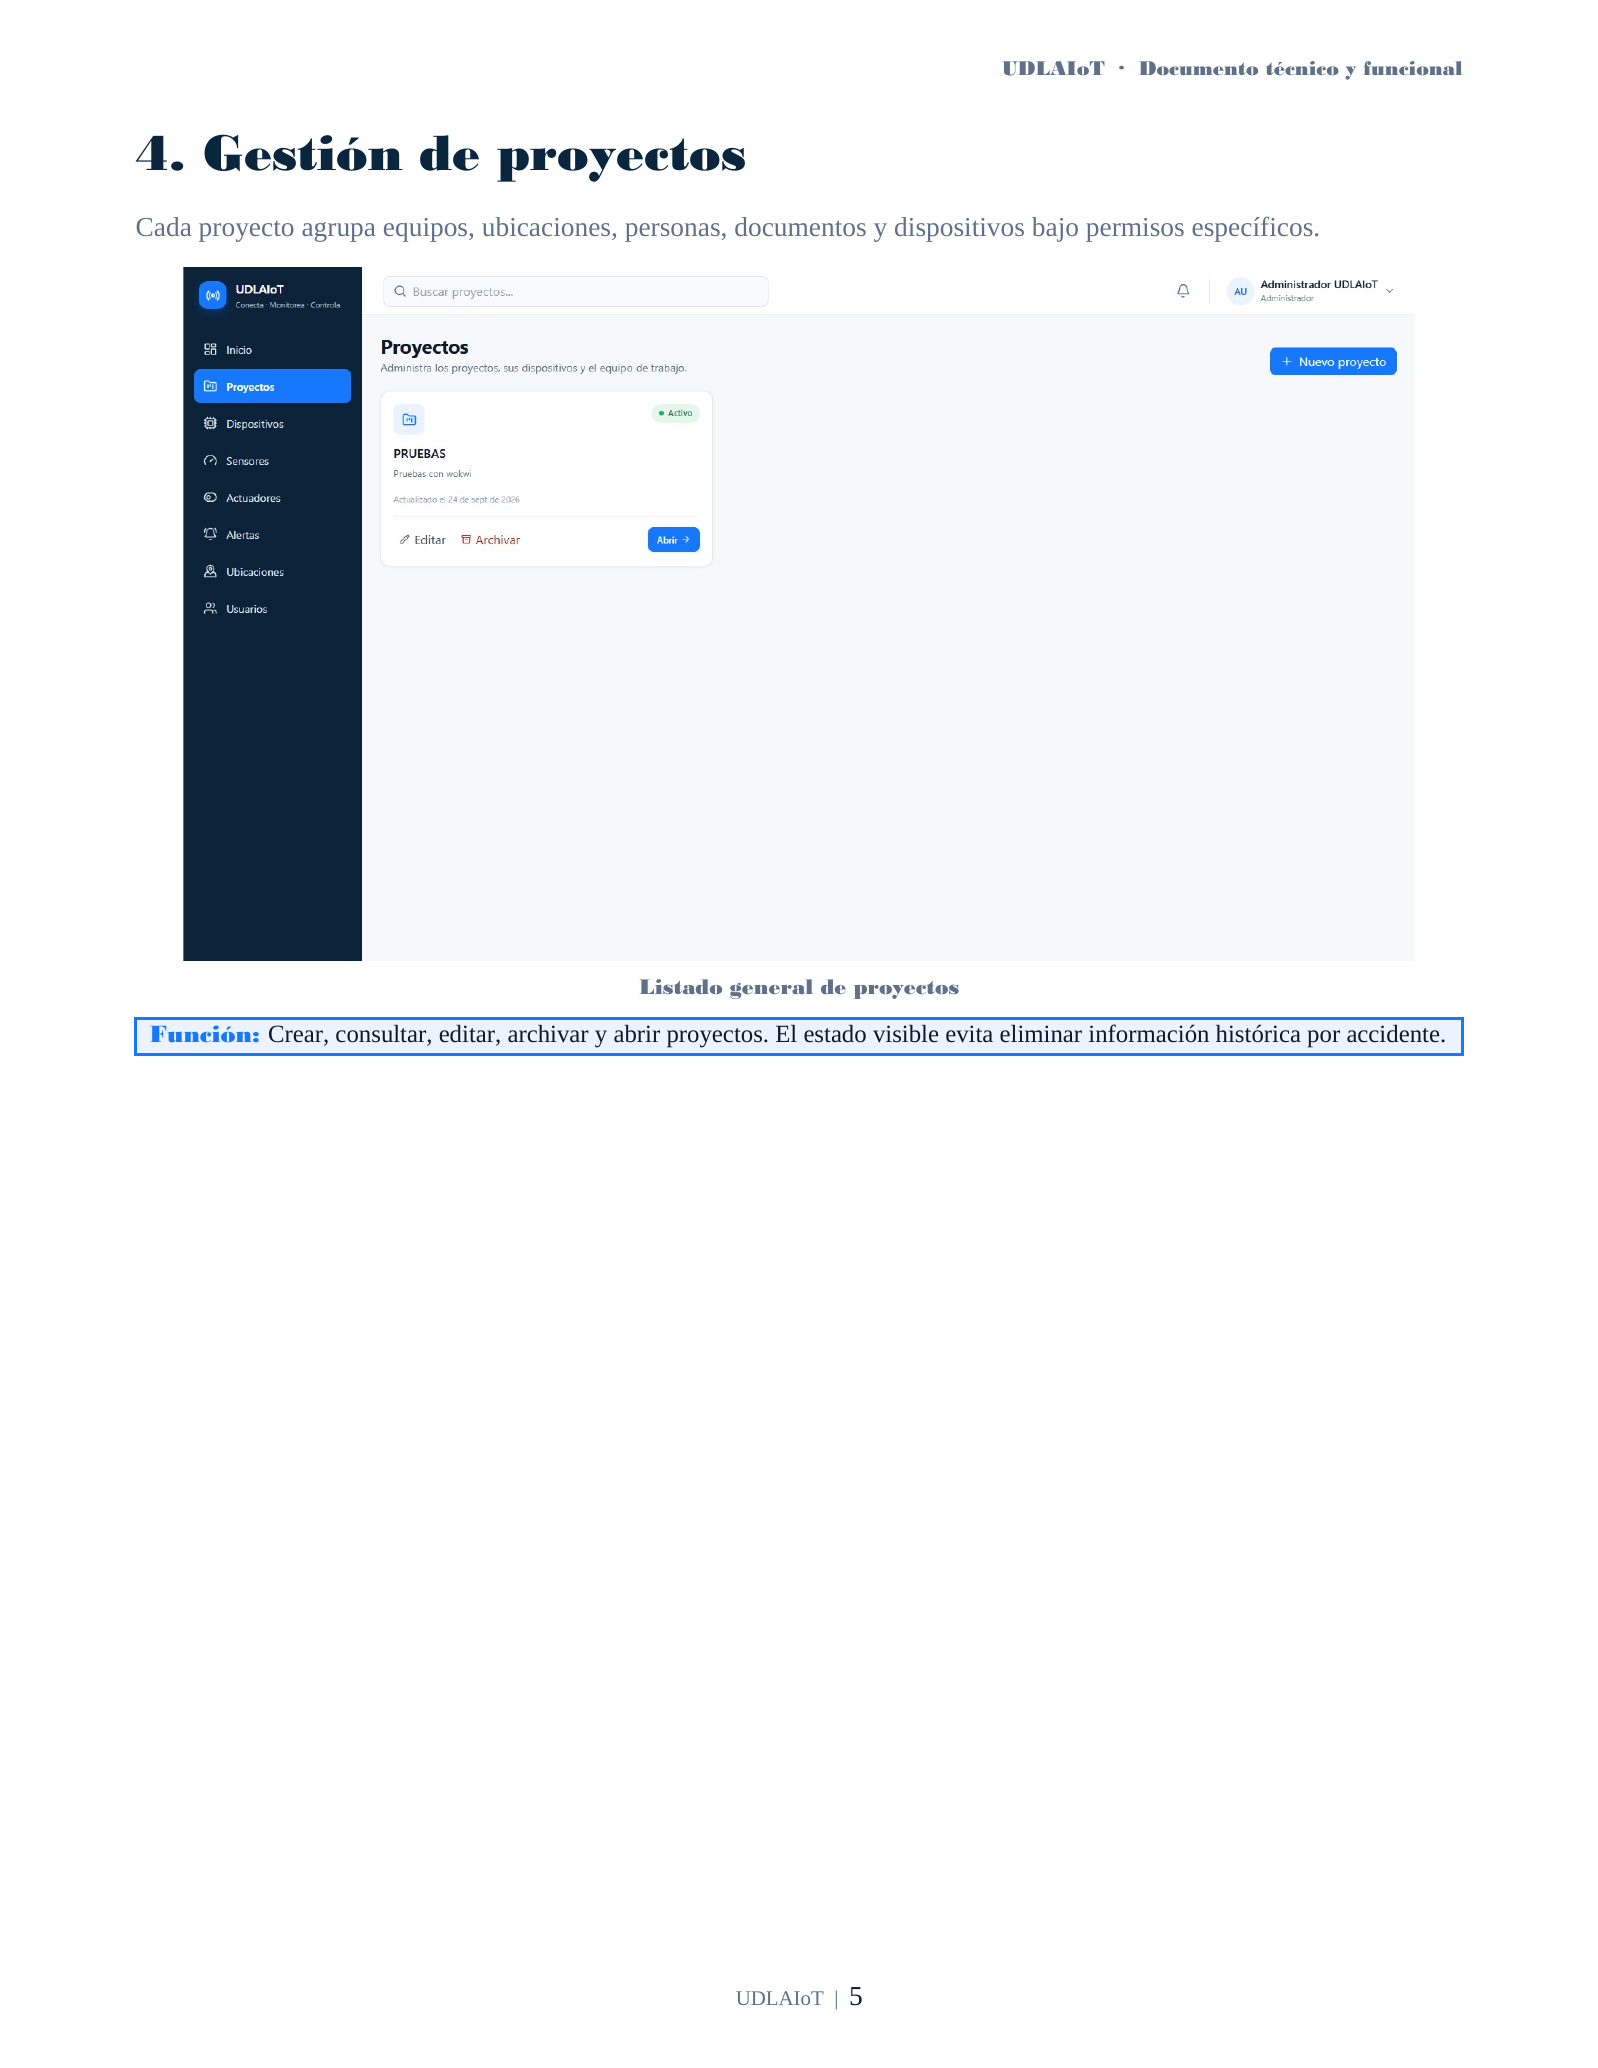 UDLAIoT · Documento técnico y funcional
4. Gestión de proyectos
Cada proyecto agrupa equipos, ubicaciones, personas, documentos y dispositivos bajo permisos específicos.
UDLAIoT
Conecta · Monitorea · Controla
Buscar proyectos...
AU
Administrador UDLAIoT
Administrador
Inicio
Proyectos
Dispositivos
Sensores
Actuadores
Alertas
Ubicaciones
Usuarios
Proyectos
Administra los proyectos, sus dispositivos y el equipo de trabajo.
+ Nuevo proyecto
Activo
PRUEBAS
Pruebas con wokwi
Actualizado el 24 de sept de 2026
Editar
Archivar
Abrir →
Listado general de proyectos
Función: Crear, consultar, editar, archivar y abrir proyectos. El estado visible evita eliminar información histórica por accidente.
UDLAIoT | 5